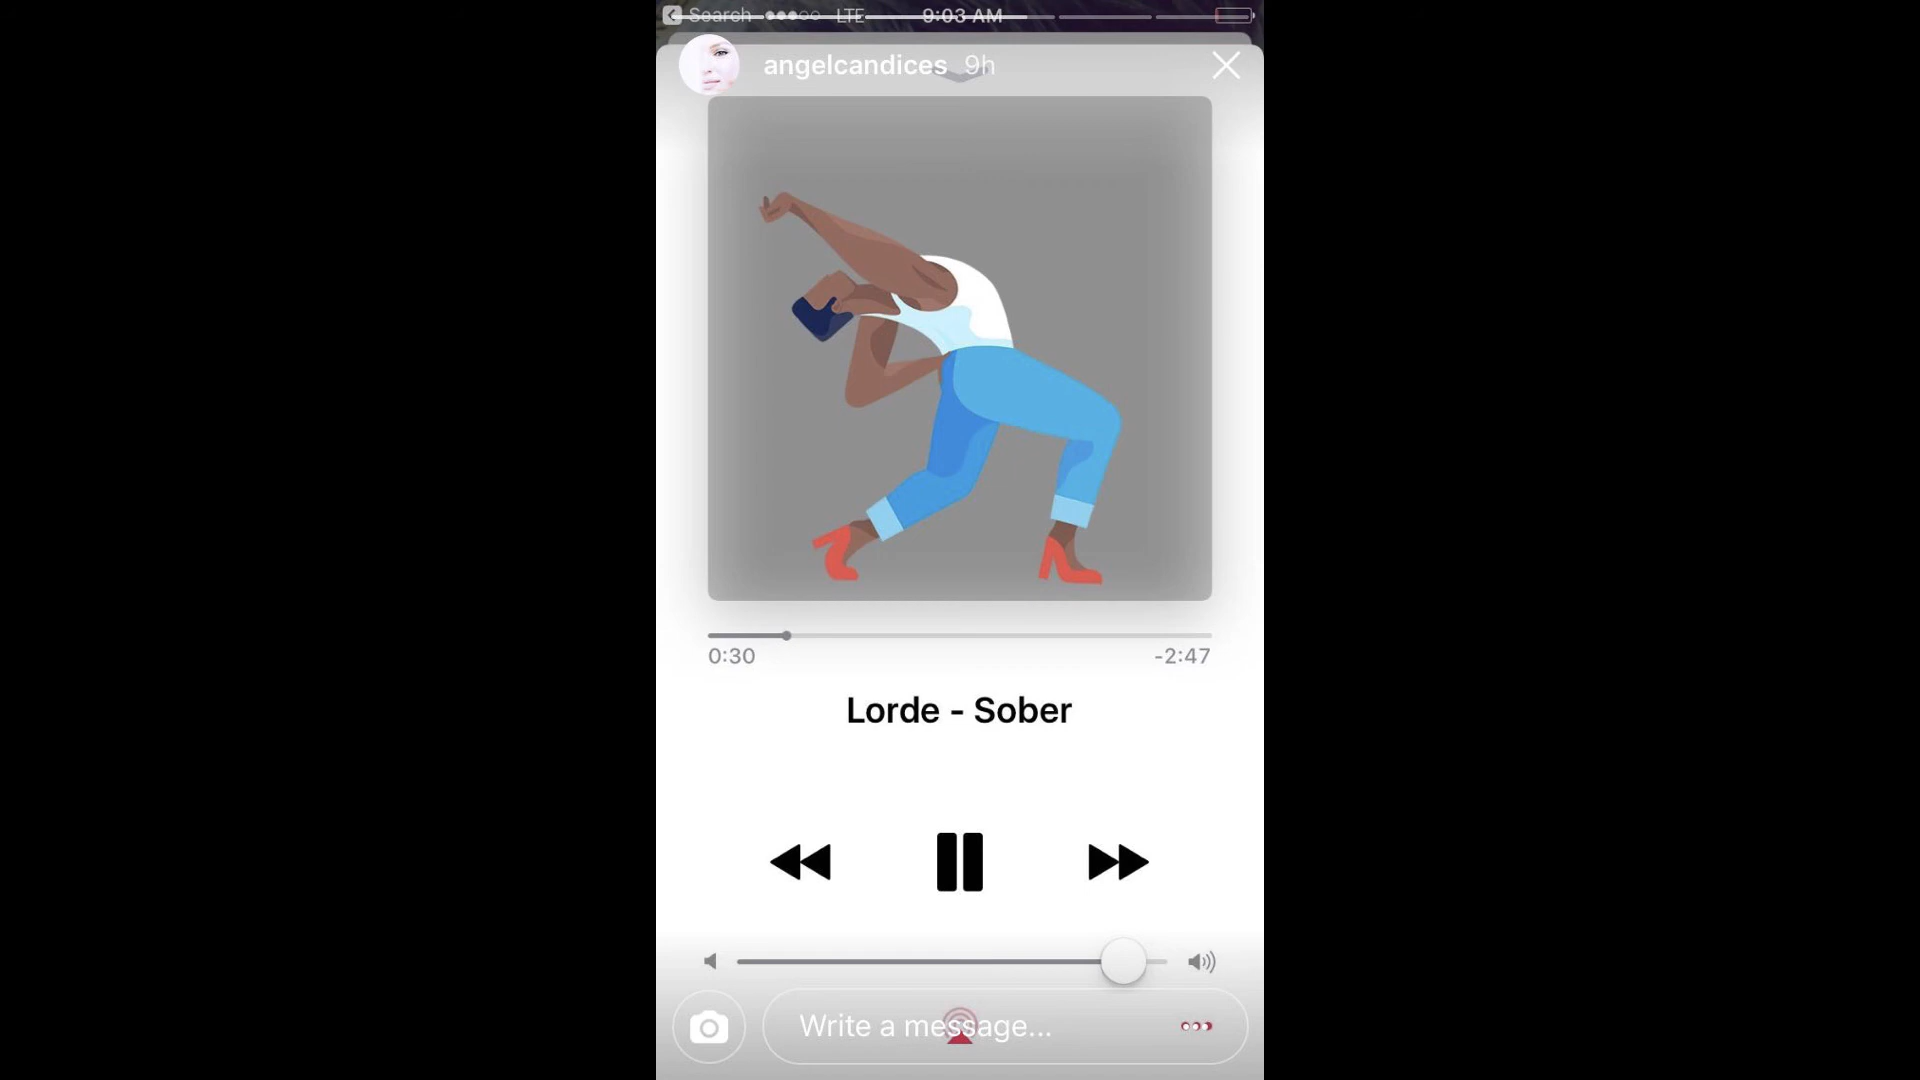 Search LTE 9:03 AM
angelcandices 9h
0:30 -2:47
Lorde - Sober
Write a message...